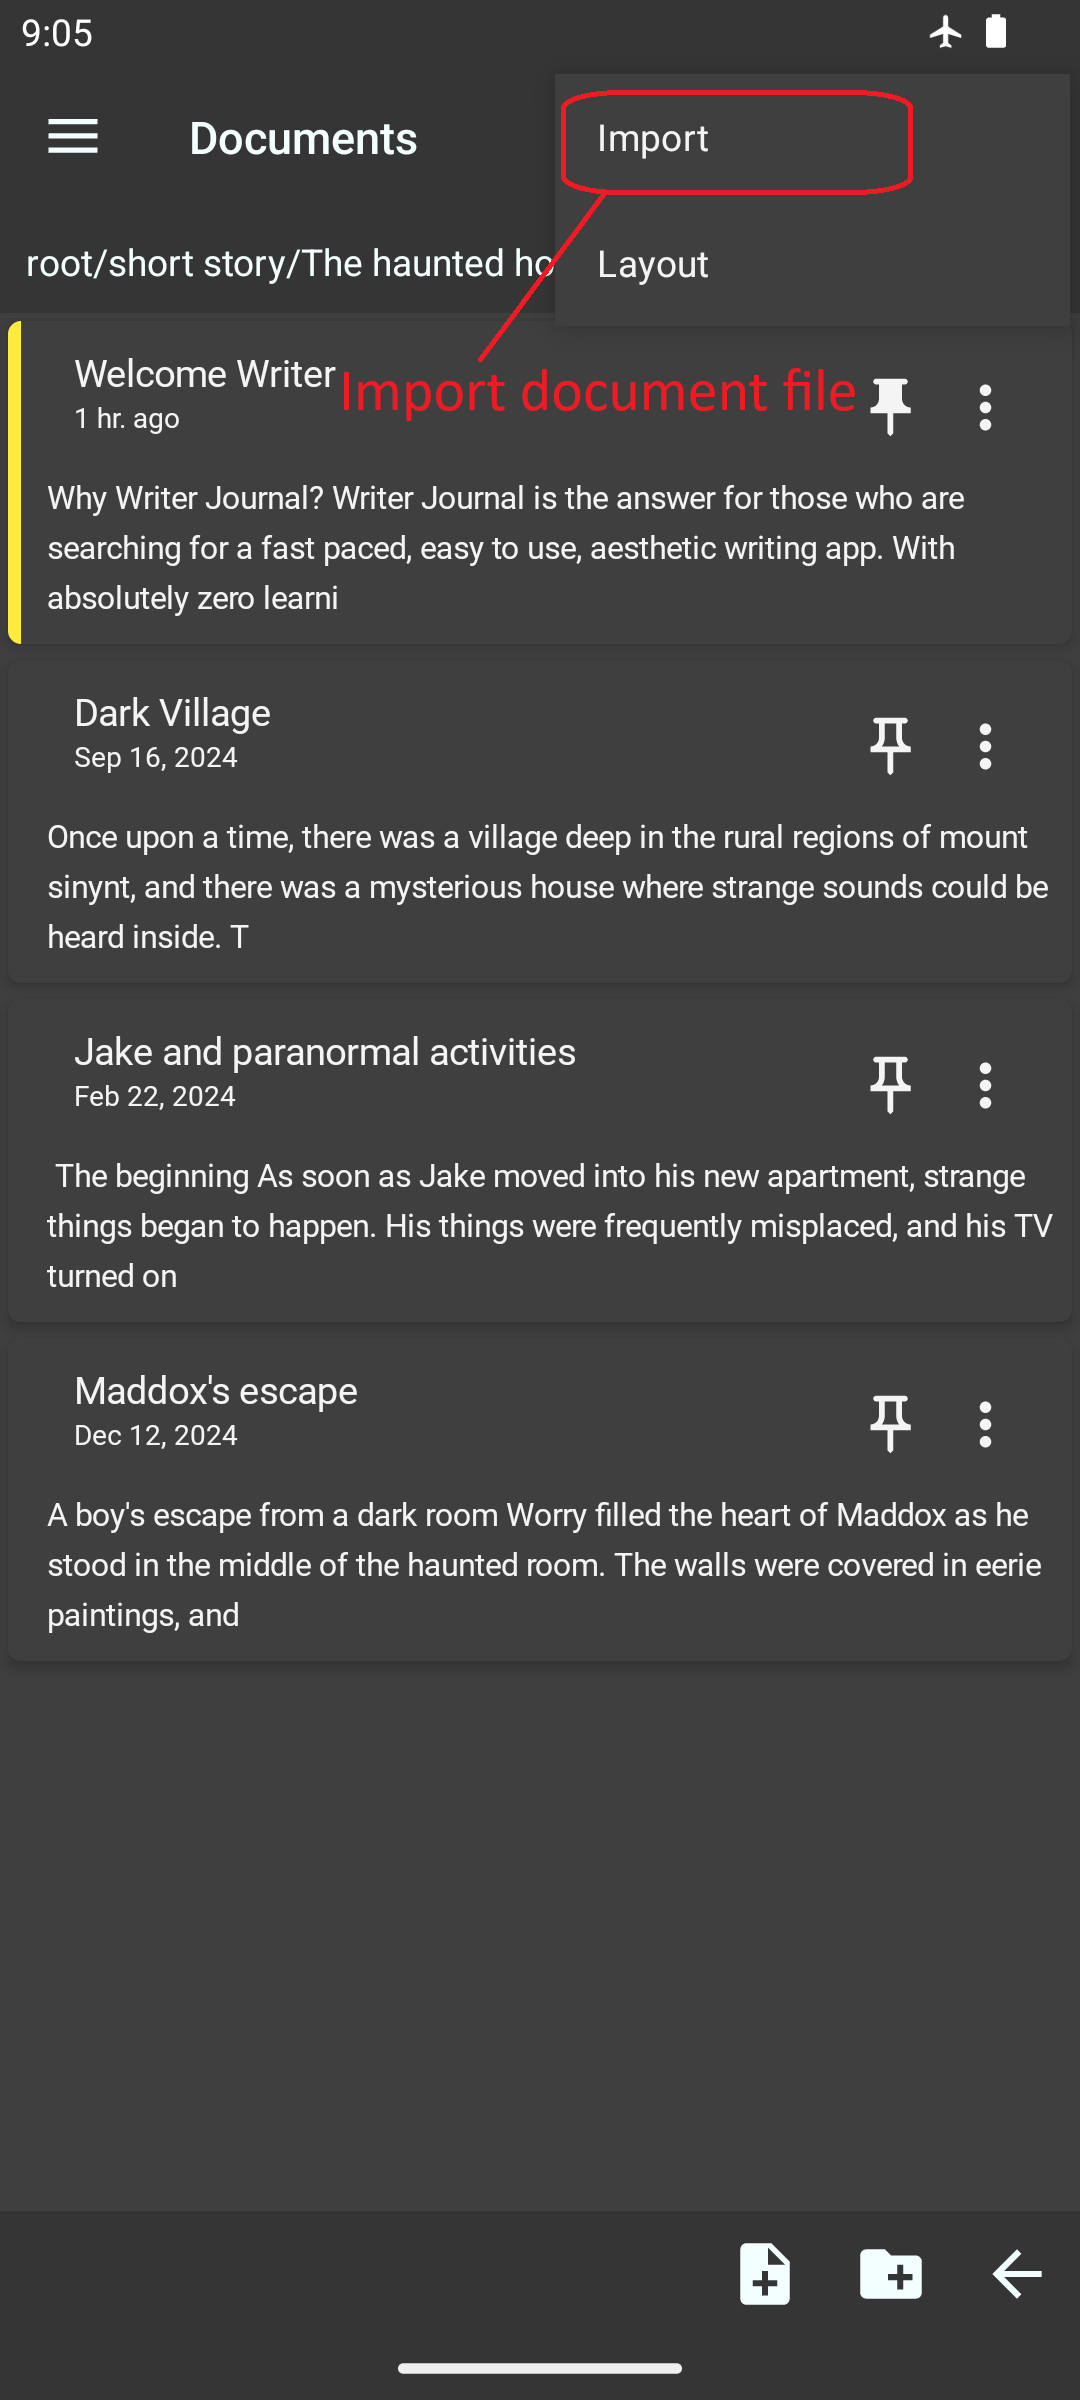 9:05
Documents
Import
root/short story/The haunted ho
Layout
Welcome Writer
Import document file
1 hr. ago
Why Writer Journal? Writer Journal is the answer for those who are
searching for a fast paced, easy to use, aesthetic writing app. With
absolutely zero learni
Dark Village
Sep 16, 2024
Once upon a time, there was a village deep in the rural regions of mount
sinynt, and there was a mysterious house where strange sounds could be
heard inside. T
Jake and paranormal activities
Feb 22, 2024
The beginning As soon as Jake moved into his new apartment, strange
things began to happen. His things were frequently misplaced, and his TV
turned on
Maddox's escape
Dec 12, 2024
A boy's escape from a dark room Worry filled the heart of Maddox as he
stood in the middle of the haunted room. The walls were covered in eerie
paintings, and